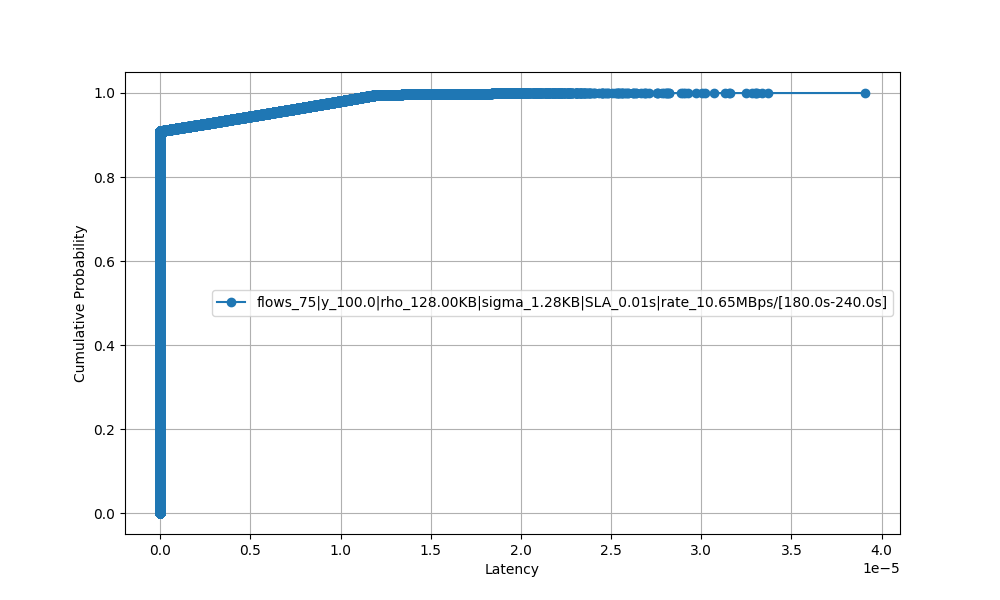 1.0
0.8
0.6
0.4
0.2
0.0
Cumulative Probability
flows_75|y_100.0|rho_128.00KB|sigma_1.28KB|SLA_0.01s|rate_10.65MBps/[180.0s-240.0s]
0.0 0.5 1.0 1.5 2.0 2.5 3.0 3.5 4.0
1e−5
Latency